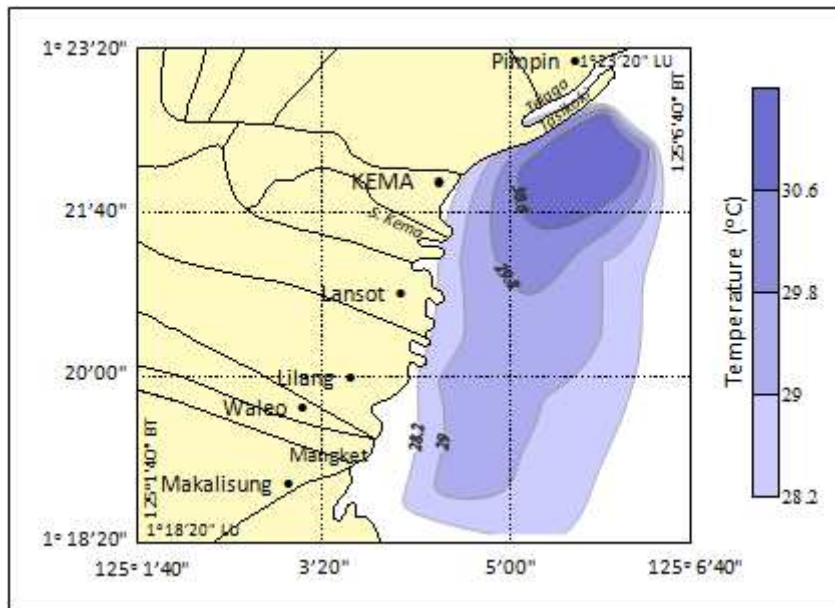 1° 23'20"
Pimpin
1°23'20" LU
Telaga
Tasikoki
125°6'40" BT
KEMA
30.6
21'40"
S. Kema
29.8
Lansot
20'00"
Lilang
Waleo
28.2
29
Mangket
125°1'40" BT
Makalisung
1°18'20" LU
1° 18'20"
125° 1'40"
3'20"
5'00"
125° 6'40"
Temperature (°C)
30.6
29.8
29
28.2